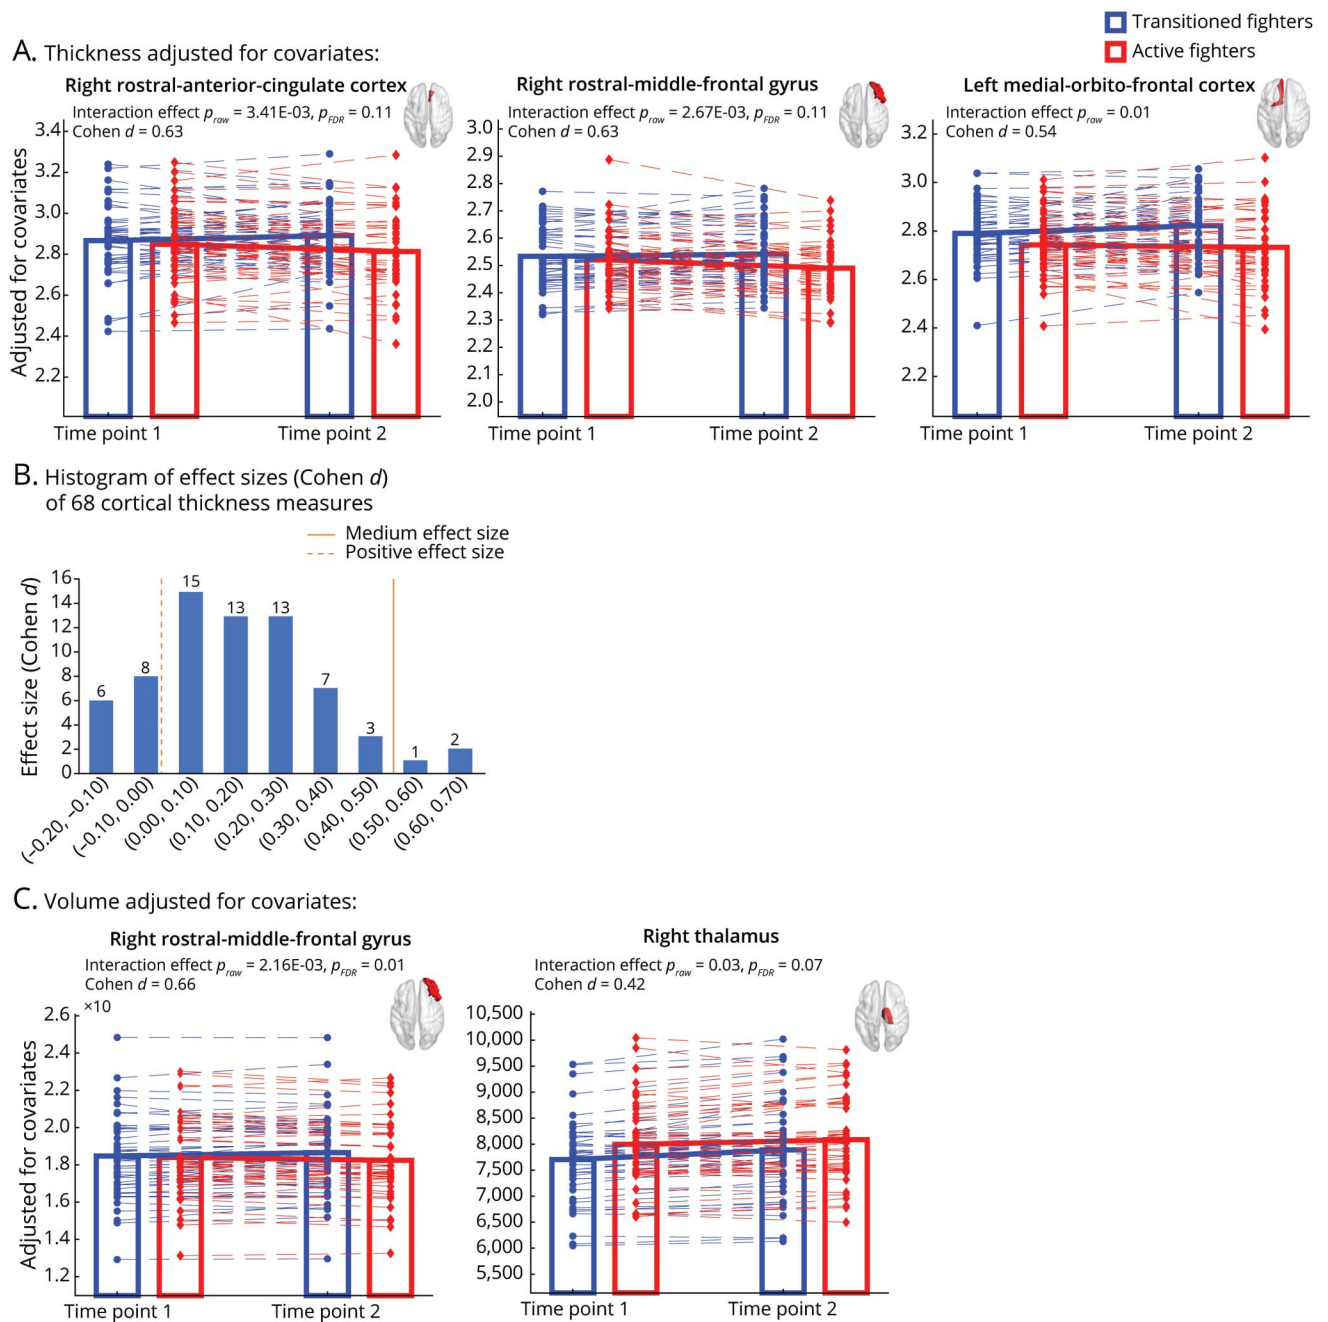 Transitioned fighters
Active fighters
A. Thickness adjusted for covariates:
Right rostral-anterior-cingulate cortex
Interaction effect p_raw = 3.41E-03, p_FDR = 0.11
Cohen d = 0.63
Adjusted for covariates
3.4
3.2
3.0
2.8
2.6
2.4
2.2
Time point 1
Time point 2
Right rostral-middle-frontal gyrus
Interaction effect p_raw = 2.67E-03, p_FDR = 0.11
Cohen d = 0.63
3.0
2.9
2.8
2.7
2.6
2.5
2.4
2.3
2.2
2.1
2.0
Time point 1
Time point 2
Left medial-orbito-frontal cortex
Interaction effect p_raw = 0.01
Cohen d = 0.54
3.2
3.0
2.8
2.6
2.4
2.2
Time point 1
Time point 2
B. Histogram of effect sizes (Cohen d)
of 68 cortical thickness measures
Medium effect size
Positive effect size
Effect size (Cohen d)
16
14
12
10
8
6
4
2
0
6
8
15
13
13
7
3
1
2
(−0.20, −0.10)
(−0.10, 0.00)
(0.00, 0.10)
(0.10, 0.20)
(0.20, 0.30)
(0.30, 0.40)
(0.40, 0.50)
(0.50, 0.60)
(0.60, 0.70)
C. Volume adjusted for covariates:
Right rostral-middle-frontal gyrus
Interaction effect p_raw = 2.16E-03, p_FDR = 0.01
Cohen d = 0.66
×10
Adjusted for covariates
2.6
2.4
2.2
2.0
1.8
1.6
1.4
1.2
Time point 1
Time point 2
Right thalamus
Interaction effect p_raw = 0.03, p_FDR = 0.07
Cohen d = 0.42
10,500
10,000
9,500
9,000
8,500
8,000
7,500
7,000
6,500
6,000
5,500
Time point 1
Time point 2